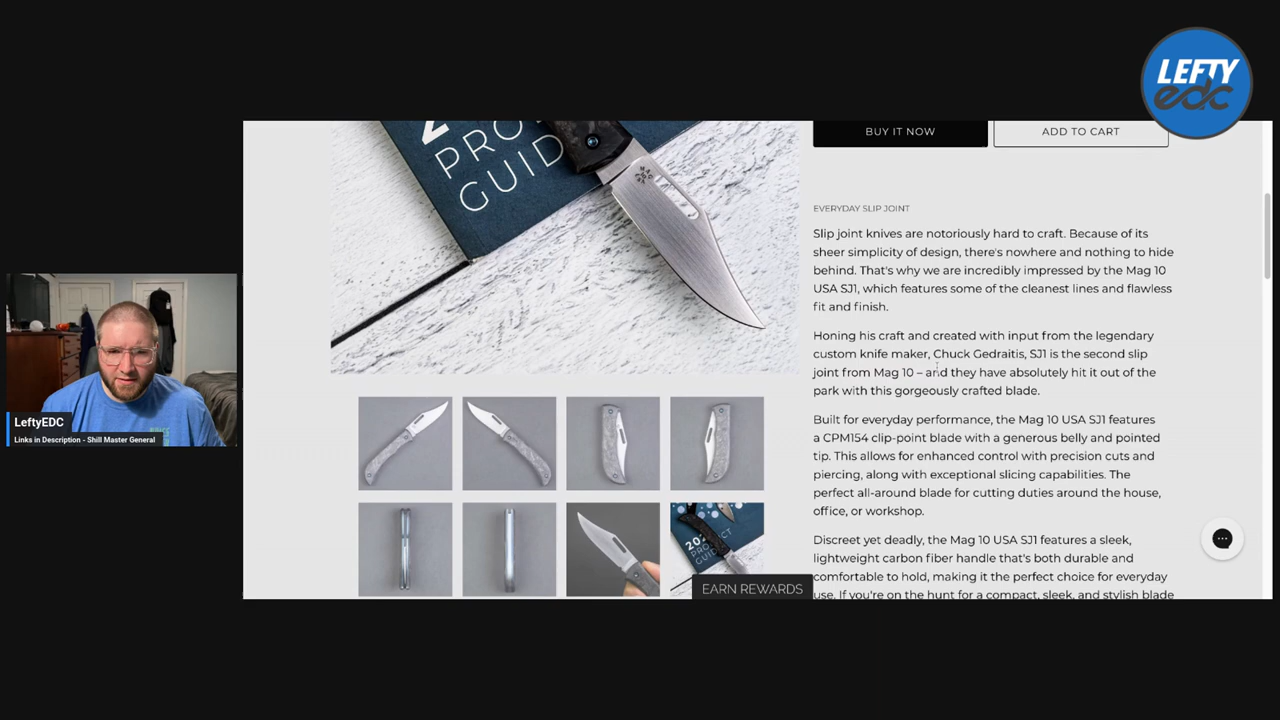 LEFTY
edc
BUY IT NOW
ADD TO CART
PRO
GUID
EVERYDAY SLIP JOINT
Slip joint knives are notoriously hard to craft. Because of its
sheer simplicity of design, there's nowhere and nothing to hide
behind. That's why we are incredibly impressed by the Mag 10
USA SJ1, which features some of the cleanest lines and flawless
fit and finish.
Honing his craft and created with input from the legendary
custom knife maker, Chuck Gedraitis, SJ1 is the second slip
joint from Mag 10 – and they have absolutely hit it out of the
park with this gorgeously crafted blade.
Built for everyday performance, the Mag 10 USA SJ1 features
a CPM154 clip-point blade with a generous belly and pointed
tip. This allows for enhanced control with precision cuts and
piercing, along with exceptional slicing capabilities. The
perfect all-around blade for cutting duties around the house,
office, or workshop.
Discreet yet deadly, the Mag 10 USA SJ1 features a sleek,
lightweight carbon fiber handle that's both durable and
comfortable to hold, making it the perfect choice for everyday
use. If you're on the hunt for a compact, sleek, and stylish blade
EARN REWARDS
LeftyEDC
Links in Description - Shill Master General